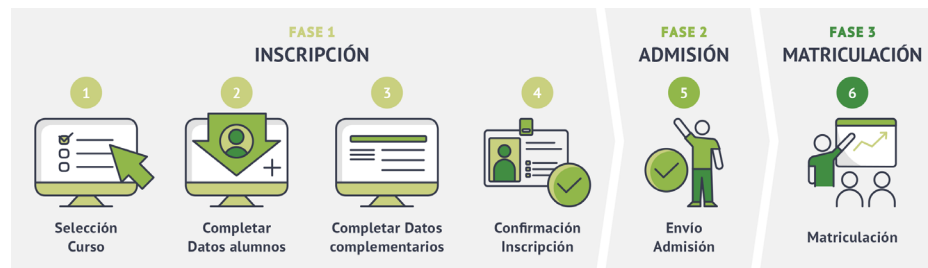 FASE 1
INSCRIPCIÓN
1
2
3
4
Selección
Curso
Completar
Datos alumnos
Completar Datos
complementarios
Confirmación
Inscripción
FASE 2
ADMISIÓN
5
Envío
Admisión
FASE 3
MATRICULACIÓN
6
Matriculación